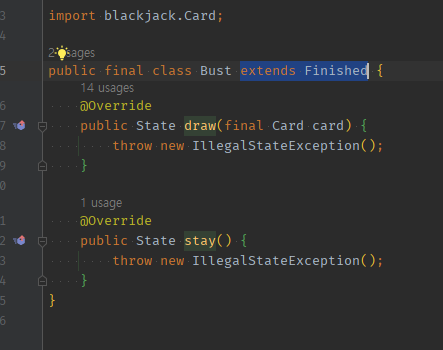 3 import blackjack.Card;
4
2 usages
5 public final class Bust extends Finished {
14 usages
6 @Override
7 public State draw(final Card card) {
8 throw new IllegalStateException();
9 }
0
1 usage
1 @Override
2 public State stay() {
3 throw new IllegalStateException();
4 }
5 }
6